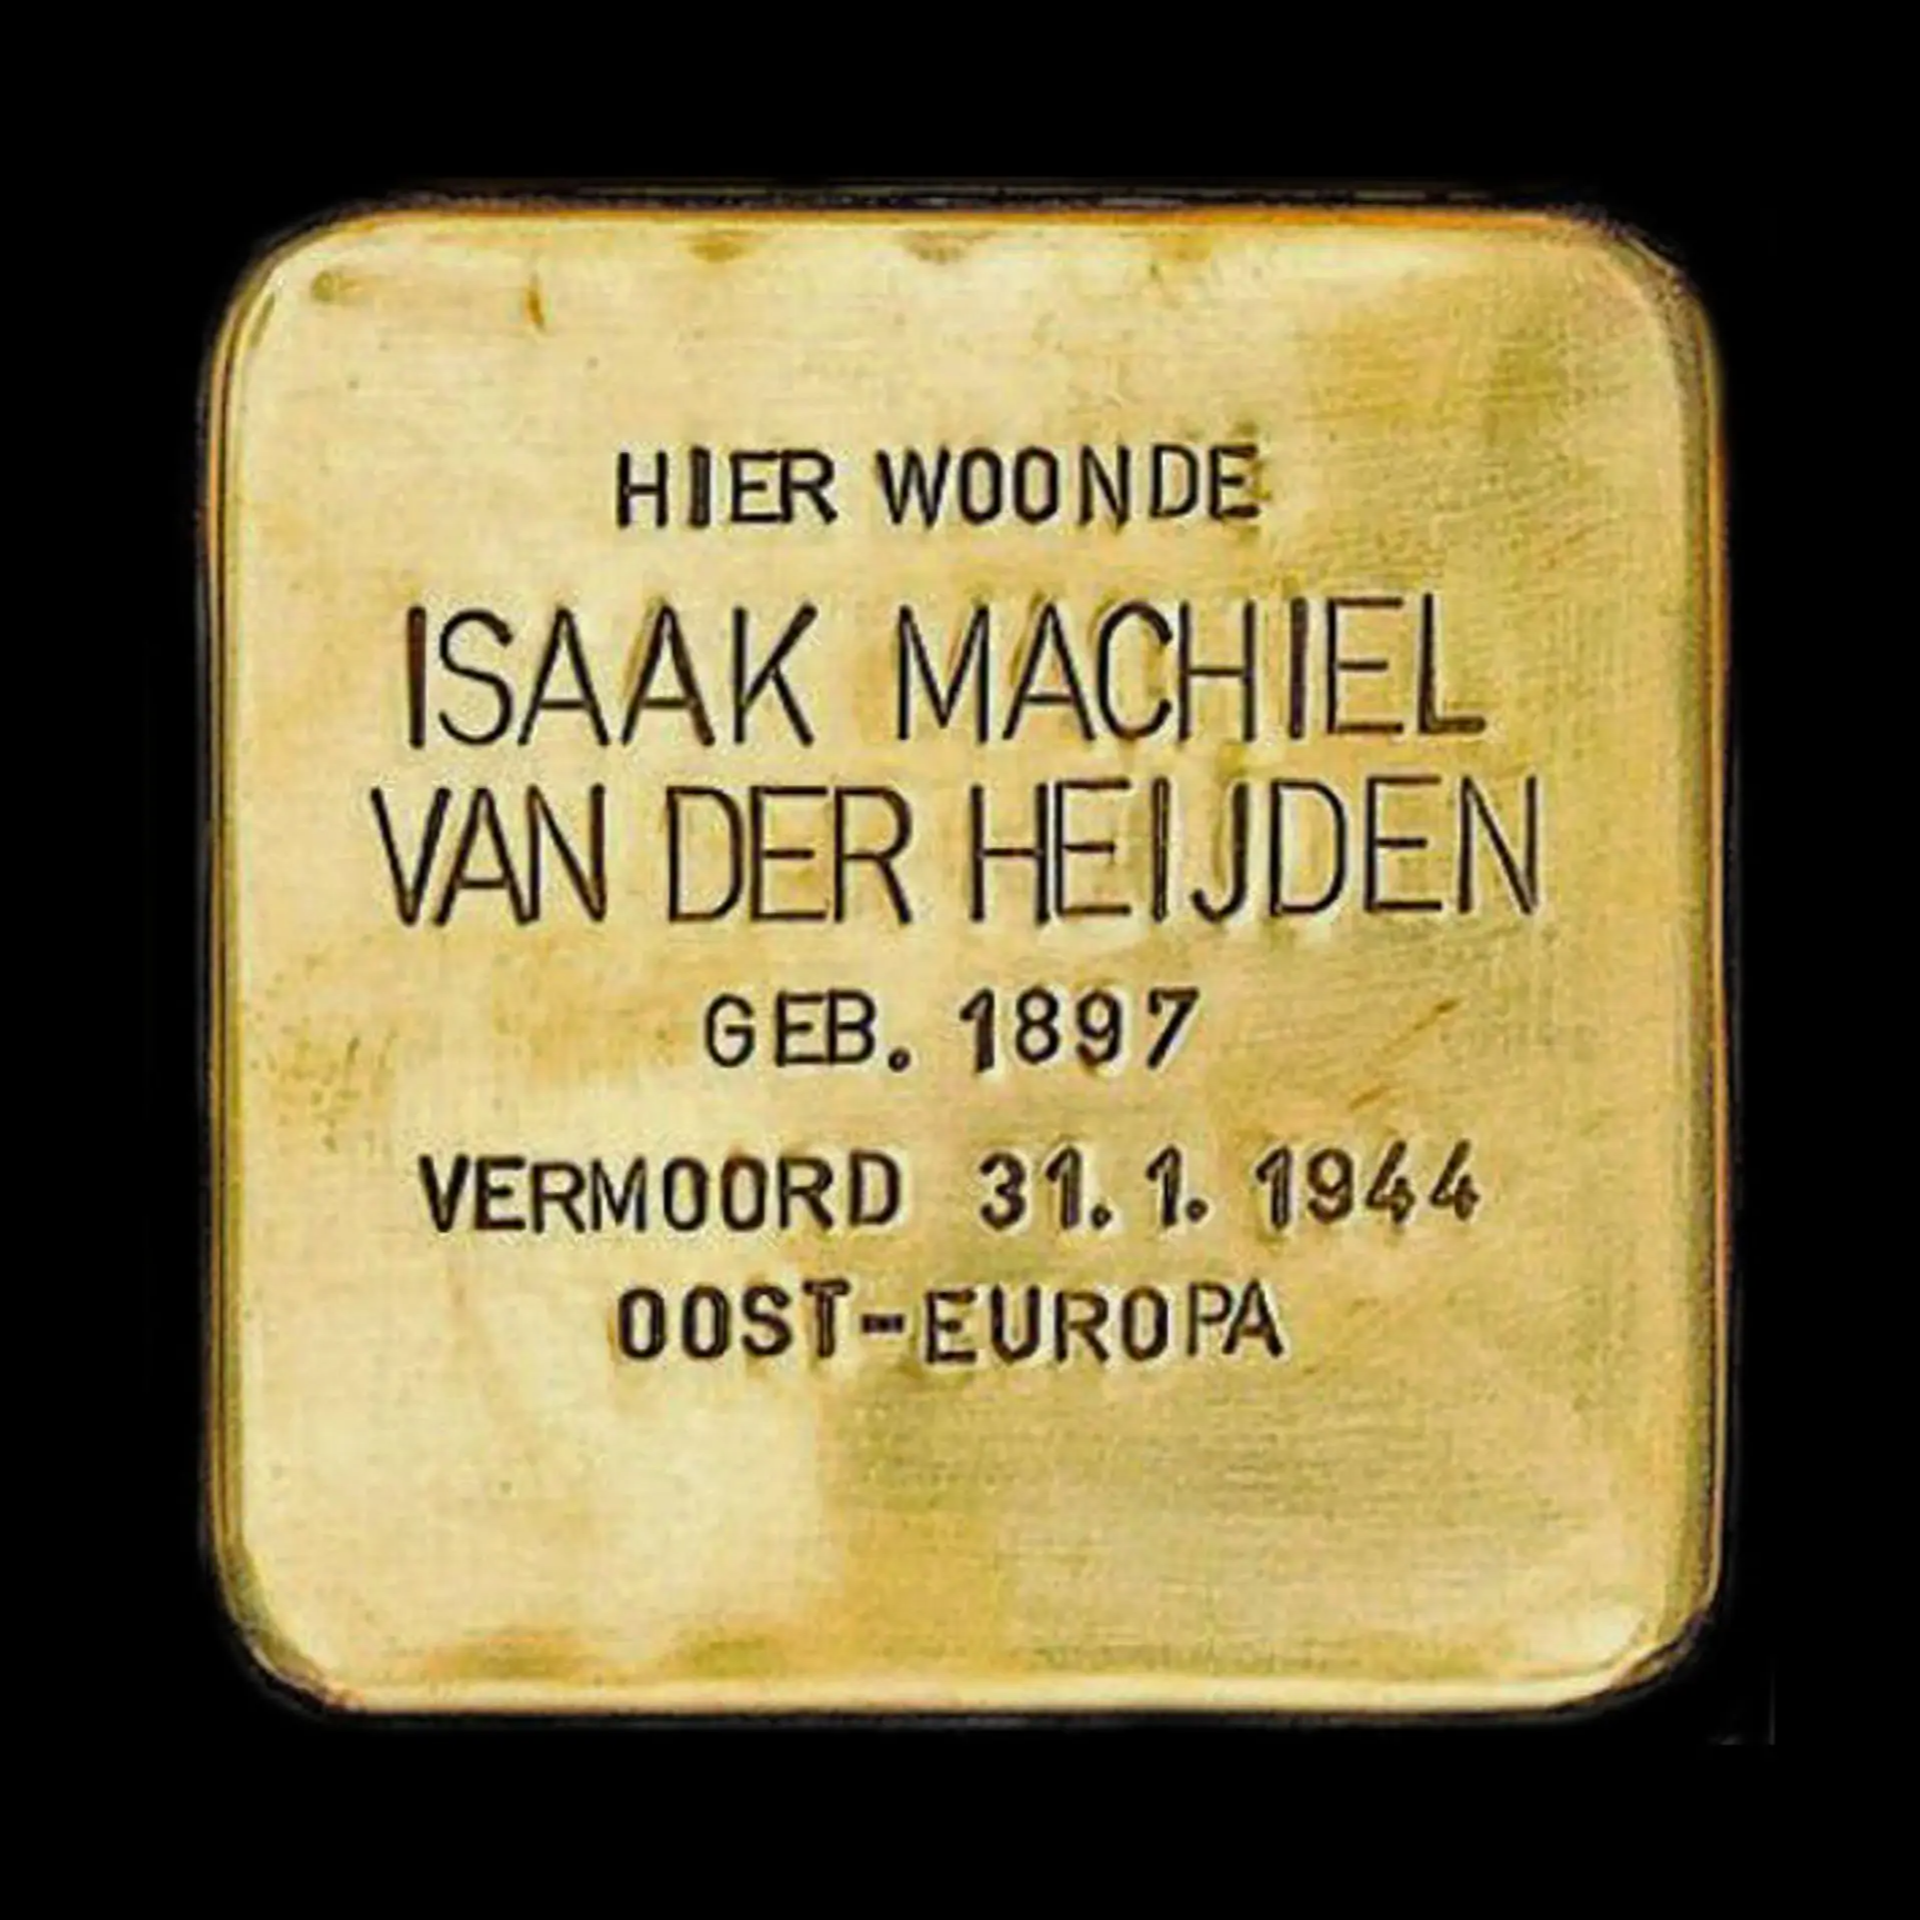 HIER WOONDE
ISAAK MACHIEL
VAN DER HEIJDEN
GEB. 1897
VERMOORD 31.1.1944
OOST-EUROPA